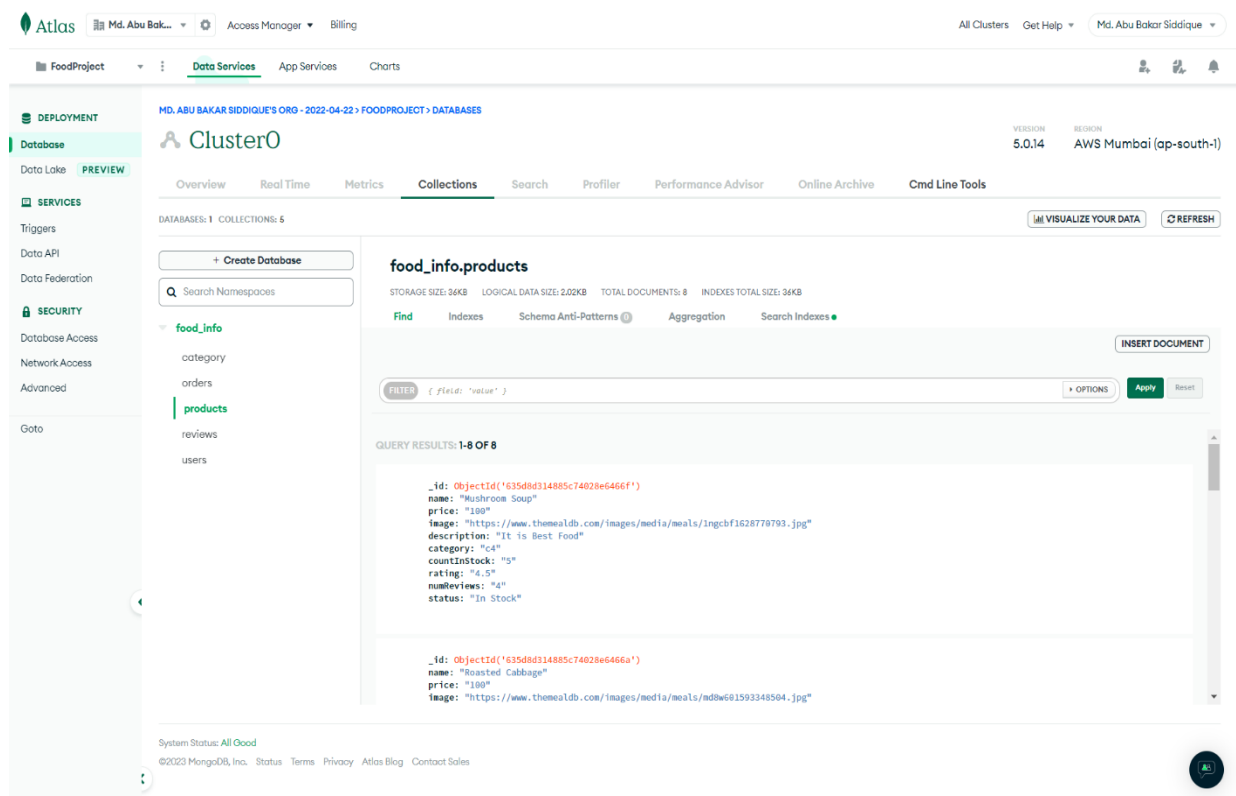 Atlas Md. Abu Bak... Access Manager Billing All Clusters Get Help Md. Abu Bakar Siddique
FoodProject Data Services App Services Charts
DEPLOYMENT
Database
Data Lake PREVIEW
SERVICES
Triggers
Data API
Data Federation
SECURITY
Database Access
Network Access
Advanced
Goto
MD. ABU BAKAR SIDDIQUE'S ORG - 2022-04-22 > FOODPROJECT > DATABASES
Cluster0
VERSION REGION
5.0.14 AWS Mumbai (ap-south-1)
Overview Real Time Metrics Collections Search Profiler Performance Advisor Online Archive Cmd Line Tools
DATABASES: 1 COLLECTIONS: 5 VISUALIZE YOUR DATA REFRESH
+ Create Database
Search Namespaces
food_info
category
orders
products
reviews
users
food_info.products
STORAGE SIZE: 36KB LOGICAL DATA SIZE: 2.02KB TOTAL DOCUMENTS: 8 INDEXES TOTAL SIZE: 36KB
Find Indexes Schema Anti-Patterns 0 Aggregation Search Indexes
INSERT DOCUMENT
FILTER { field: 'value' } OPTIONS Apply Reset
QUERY RESULTS: 1-8 OF 8
_id: ObjectId('635d8d314885c74028e6466f')
name: "Mushroom Soup"
price: "100"
image: "https://www.themealdb.com/images/media/meals/1ngcbf1628770793.jpg"
description: "It is Best Food"
category: "c4"
countInStock: "5"
rating: "4.5"
numReviews: "4"
status: "In Stock"
_id: ObjectId('635d8d314885c74028e6466a')
name: "Roasted Cabbage"
price: "100"
image: "https://www.themealdb.com/images/media/meals/md8w601593348504.jpg"
System Status: All Good
©2023 MongoDB, Inc. Status Terms Privacy Atlas Blog Contact Sales